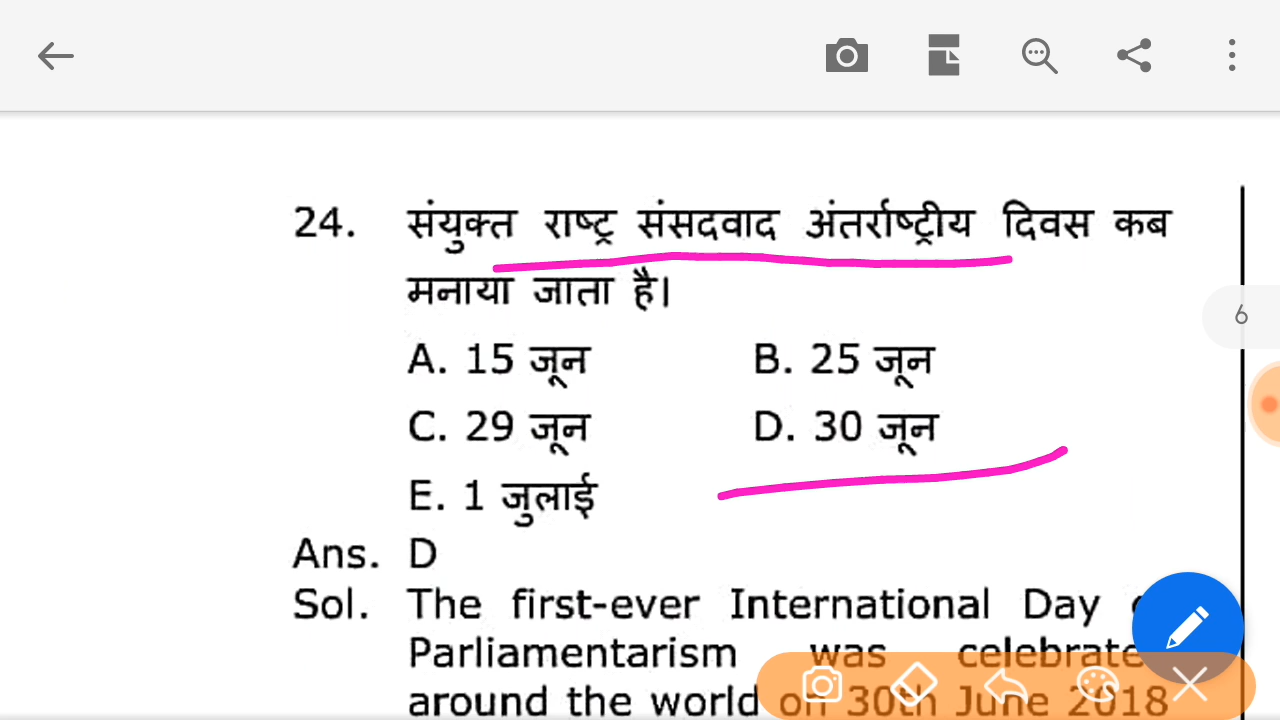 24. संयुक्त राष्ट्र संसदवाद अंतर्राष्ट्रीय दिवस कब
मनाया जाता है।
6
A. 15 जून B. 25 जून
C. 29 जून D. 30 जून
E. 1 जुलाई
Ans. D
Sol. The first-ever International Day
Parliamentarism was celebrate
around the world on 30th June 2018